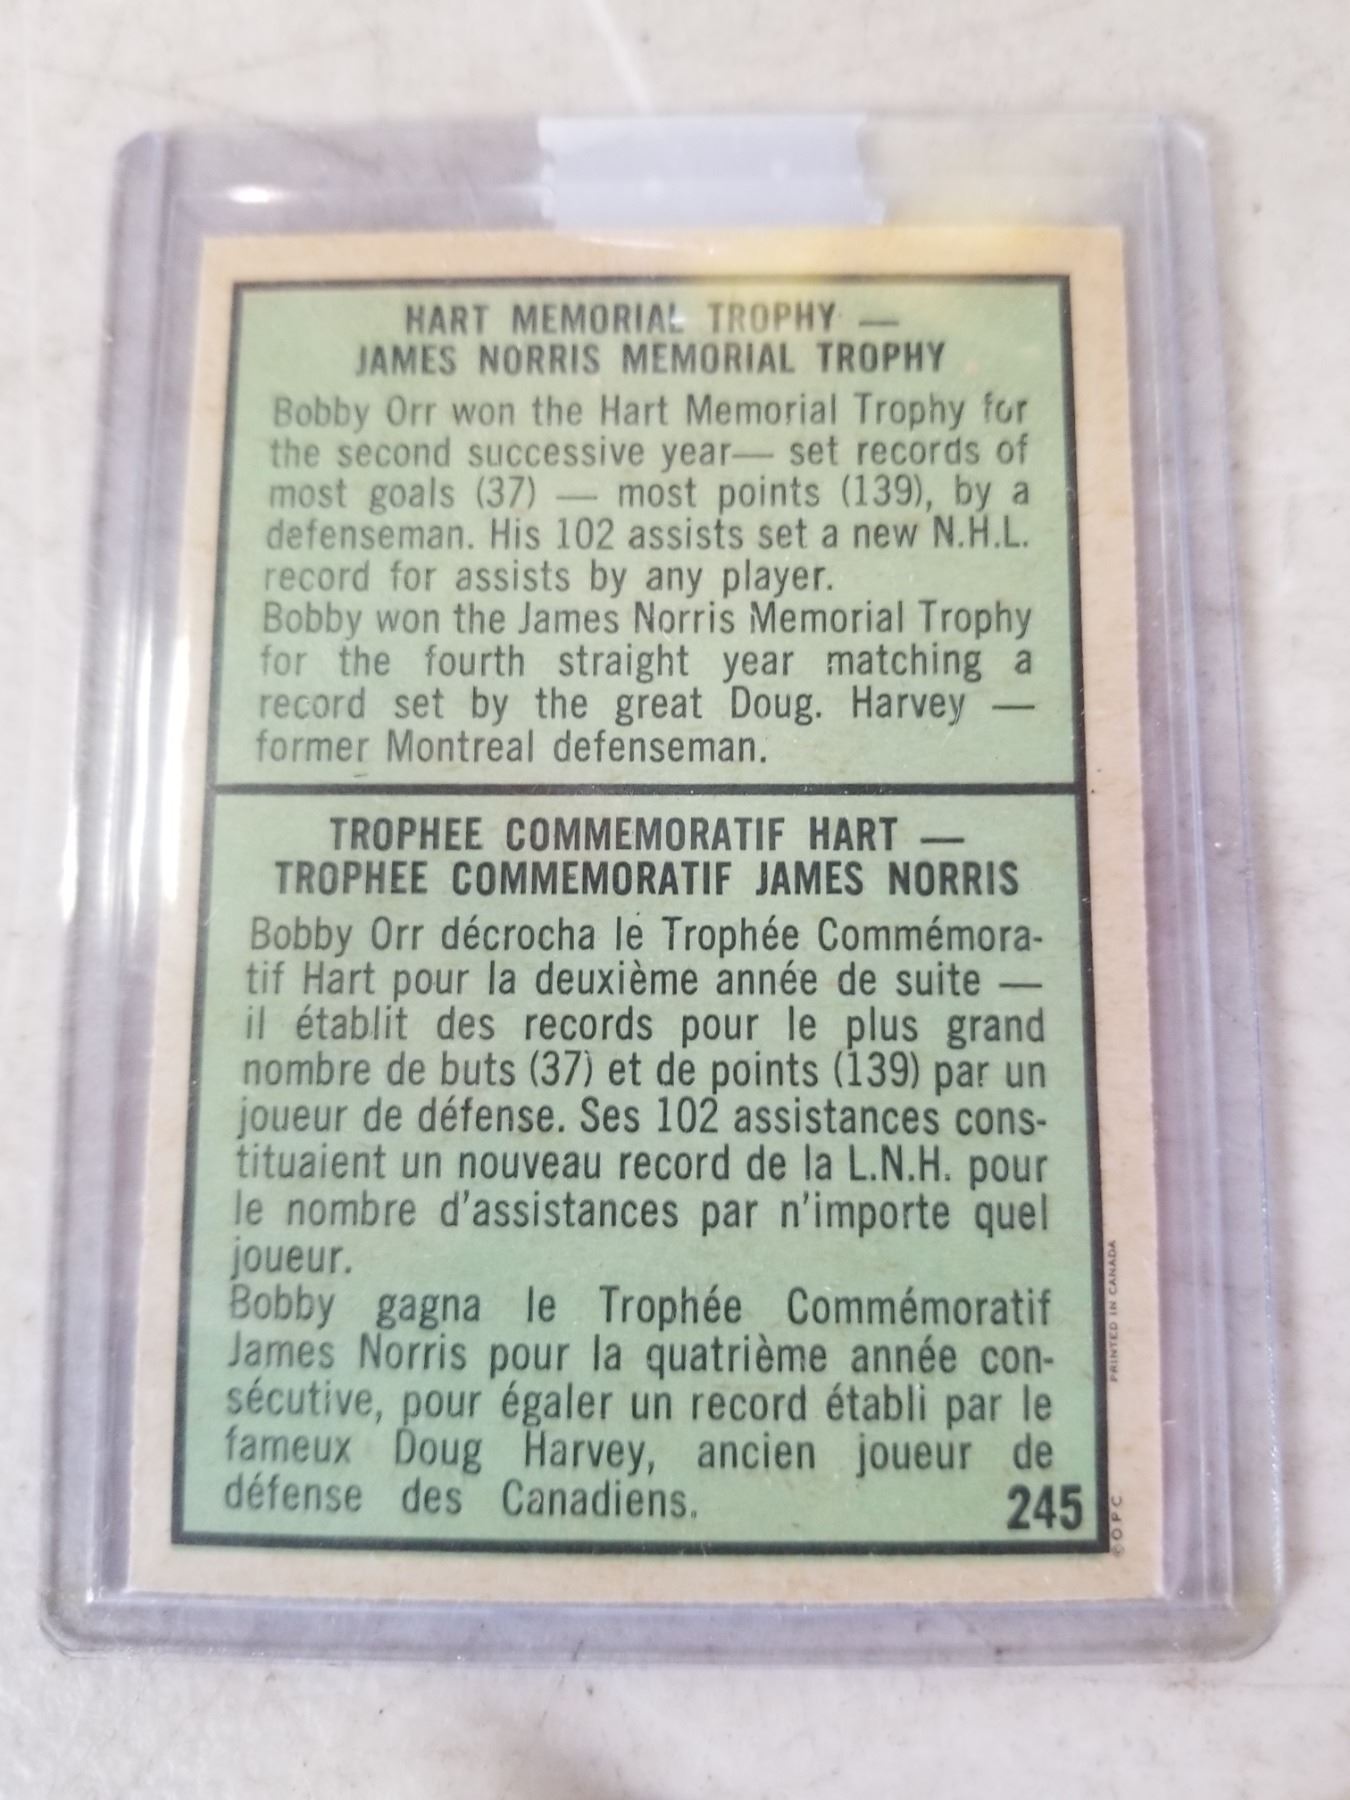 HART MEMORIAL TROPHY —
JAMES NORRIS MEMORIAL TROPHY
Bobby Orr won the Hart Memorial Trophy for
the second successive year— set records of
most goals (37) — most points (139), by a
defenseman. His 102 assists set a new N.H.L.
record for assists by any player.
Bobby won the James Norris Memorial Trophy
for the fourth straight year matching a
record set by the great Doug. Harvey —
former Montreal defenseman.
TROPHEE COMMEMORATIF HART —
TROPHEE COMMEMORATIF JAMES NORRIS
Bobby Orr décrocha le Trophée Commémora-
tif Hart pour la deuxième année de suite —
il établit des records pour le plus grand
nombre de buts (37) et de points (139) par un
joueur de défense. Ses 102 assistances cons-
tituaient un nouveau record de la L.N.H. pour
le nombre d'assistances par n'importe quel
joueur.
Bobby gagna le Trophée Commémoratif
James Norris pour la quatrième année con-
sécutive, pour égaler un record établi par le
fameux Doug Harvey, ancien joueur de
défense des Canadiens.
245
©O.P.C. PRINTED IN CANADA